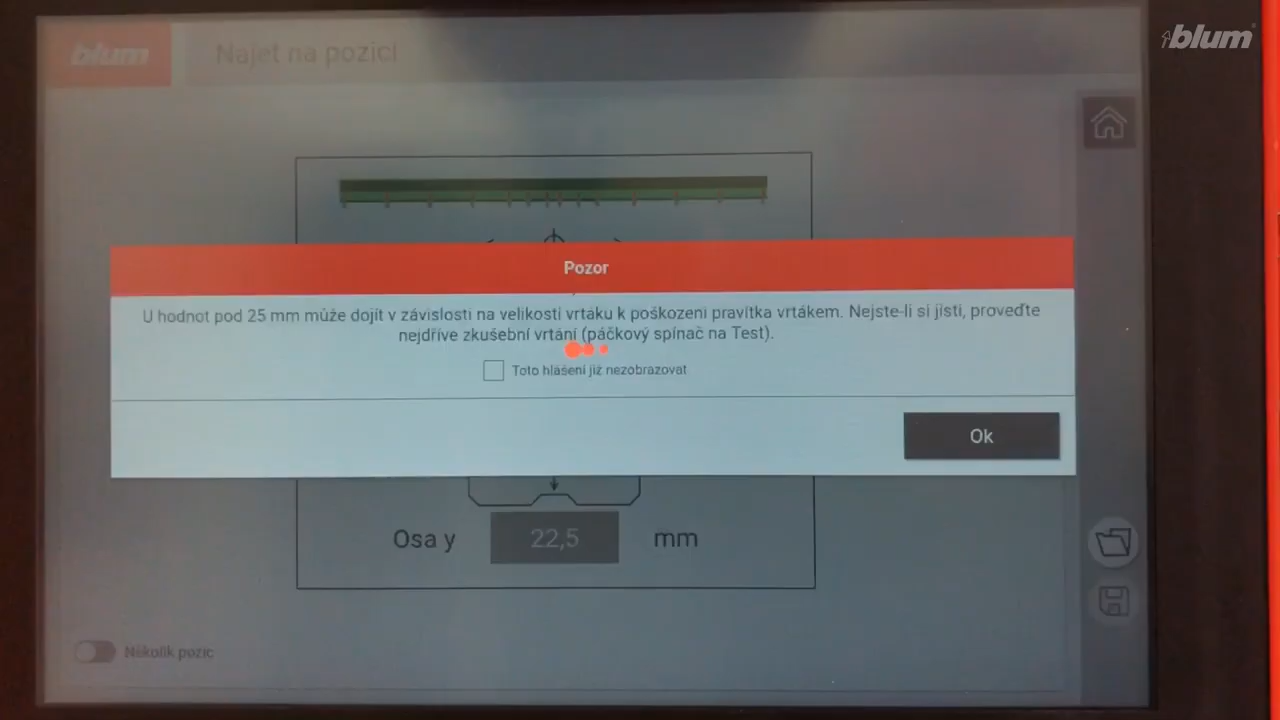 blum
blum
Najet na pozici
Pozor
U hodnot pod 25 mm může dojít v závislosti na velikosti vrtáku k poškození pravítka vrtákem. Nejste-li si jisti, proveďte
nejdříve zkušební vrtání (páčkový spínač na Test).
Toto hlášení již nezobrazovat
Ok
Osa y
22,5
mm
Několik pozic